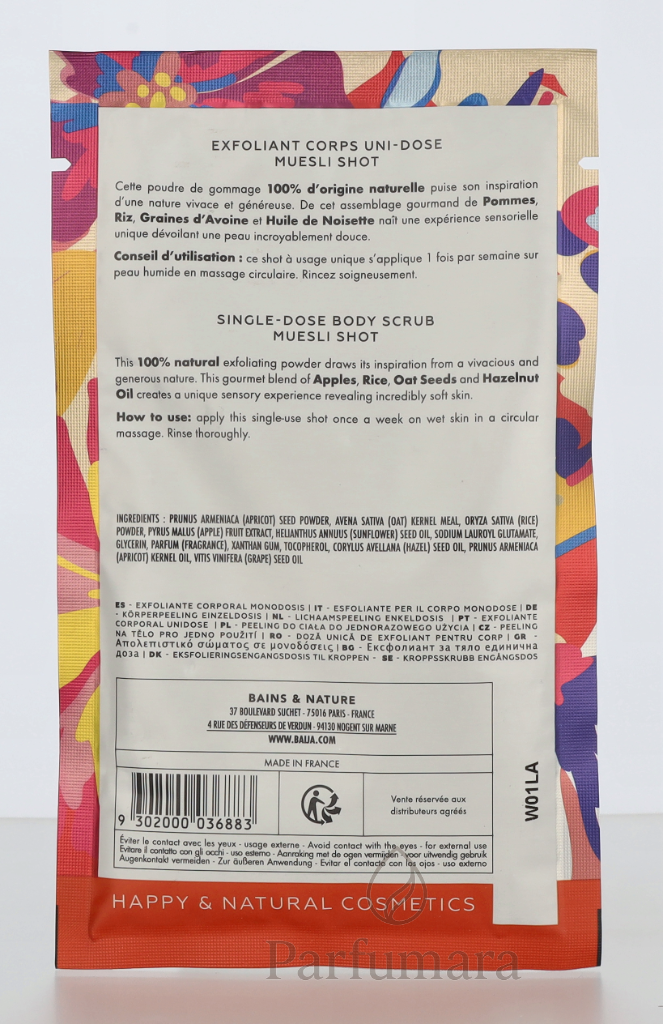 EXFOLIANT CORPS UNI-DOSE
MUESLI SHOT
Cette poudre de gommage 100% d'origine naturelle puise son inspiration
d'une nature vivace et généreuse. De cet assemblage gourmand de Pommes,
Riz, Graines d'Avoine et Huile de Noisette naît une expérience sensorielle
unique dévoilant une peau incroyablement douce.
Conseil d'utilisation : ce shot à usage unique s'applique 1 fois par semaine sur
peau humide en massage circulaire. Rincez soigneusement.
SINGLE-DOSE BODY SCRUB
MUESLI SHOT
This 100% natural exfoliating powder draws its inspiration from a vivacious and
generous nature. This gourmet blend of Apples, Rice, Oat Seeds and Hazelnut
Oil creates a unique sensory experience revealing incredibly soft skin.
How to use: apply this single-use shot once a week on wet skin in a circular
massage. Rinse thoroughly.
INGREDIENTS : PRUNUS ARMENIACA (APRICOT) SEED POWDER, AVENA SATIVA (OAT) KERNEL MEAL, ORYZA SATIVA (RICE)
POWDER, PYRUS MALUS (APPLE) FRUIT EXTRACT, HELIANTHUS ANNUUS (SUNFLOWER) SEED OIL, SODIUM LAUROYL GLUTAMATE,
GLYCERIN, PARFUM (FRAGRANCE), XANTHAN GUM, TOCOPHEROL, CORYLUS AVELLANA (HAZEL) SEED OIL, PRUNUS ARMENIACA
(APRICOT) KERNEL OIL, VITIS VINIFERA (GRAPE) SEED OIL
ES - EXFOLIANTE CORPORAL MONODOSIS | IT - ESFOLIANTE PER IL CORPO MONODOSE | DE
- KÖRPERPEELING EINZELDOSIS | NL - LICHAAMSPEELING ENKELDOSIS | PT - EXFOLIANTE
CORPORAL UNIDOSE | PL - PEELING DO CIAŁA DO JEDNORAZOWEGO UŻYCIA | CZ - PEELING
NA TĚLO PRO JEDNO POUŽITÍ | RO - DOZĂ UNICĂ DE EXFOLIANT PENTRU CORP | GR -
Απολεπιστικό σώματος σε μονοδόσεις | BG - Ексфолиант за тяло единична
доза | DK - EKSFOLIERINGSENGANGSDOSIS TIL KROPPEN - SE - KROPPSSKRUBB ENGÅNGSDOS
BAINS & NATURE
37 BOULEVARD SUCHET - 75016 PARIS - FRANCE
4 RUE DES DÉFENSEURS DE VERDUN - 94130 NOGENT SUR MARNE
WWW.BAIJA.COM
MADE IN FRANCE
9 302000 036883
Vente réservée aux
distributeurs agréés
W01LA
Éviter le contact avec les yeux - usage externe - Avoid contact with the eyes - for external use
Evitare il contatto con gli occhi - uso esterno - Aanraking met de ogen vermijden - voor uitwendig gebruik
Augenkontakt vermeiden - Zur äußeren Anwendung - Evitar el contacto con los ojos - uso externo
HAPPY & NATURAL COSMETICS
Parfumara